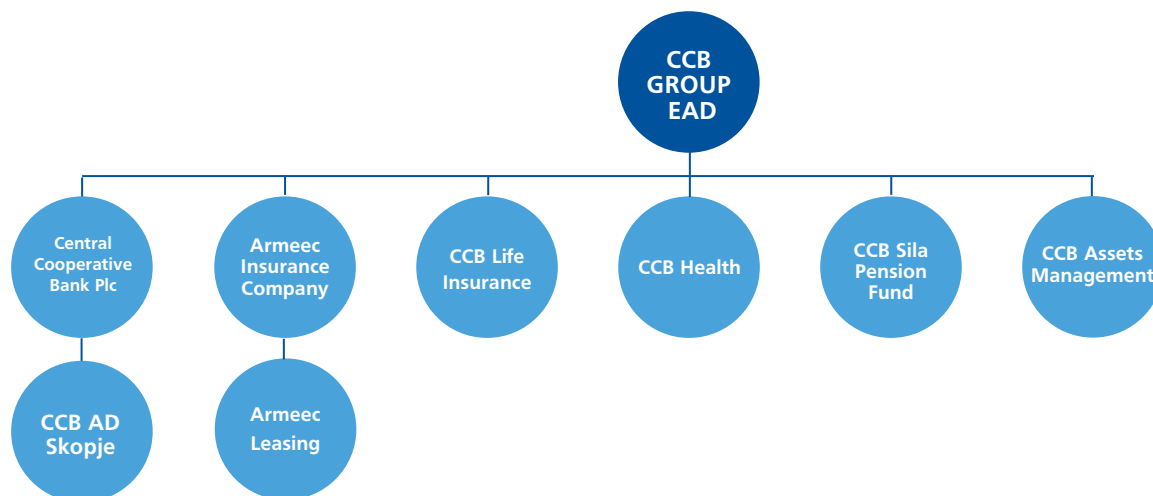 CCB
GROUP
EAD
Central
Cooperative
Bank Plc
Armeec
Insurance
Company
CCB Life
Insurance
CCB Health
CCB Sila
Pension
Fund
CCB Assets
Management
CCB AD
Skopje
Armeec
Leasing